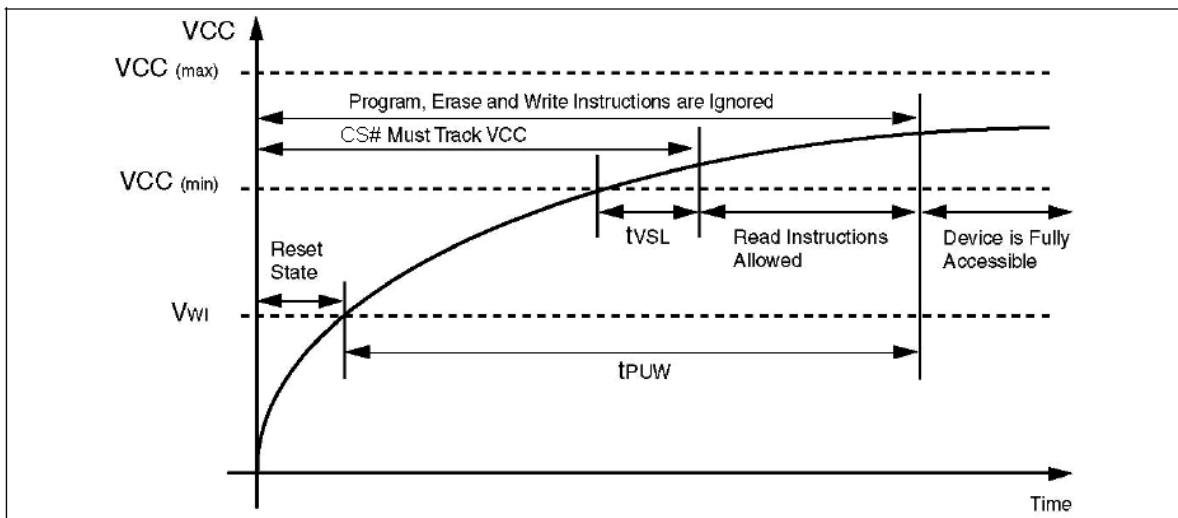 VCC
VCC (max)
Program, Erase and Write Instructions are Ignored
CS# Must Track VCC
VCC (min)
tVSL
Read Instructions
Allowed
Device is Fully
Accessible
Reset
State
VWI
tPUW
Time